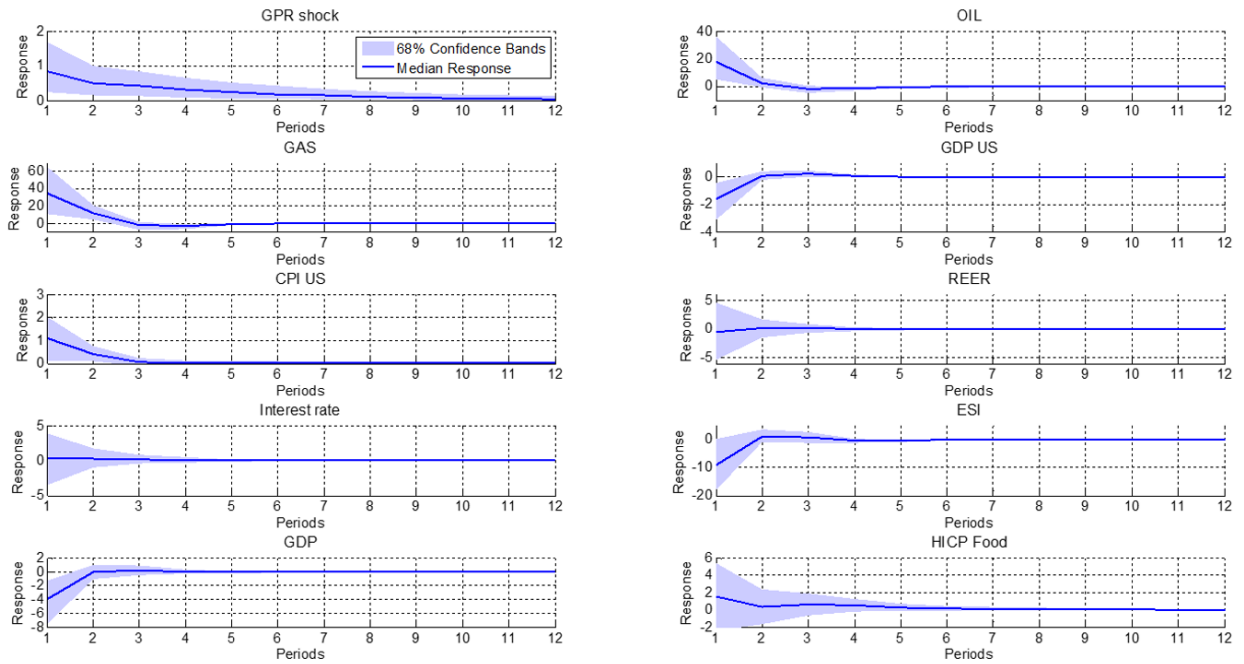 GPR shock
2
1
0
Response
68% Confidence Bands
Median Response
1 2 3 4 5 6 7 8 9 10 11 12
Periods
OIL
40
20
0
Response
1 2 3 4 5 6 7 8 9 10 11 12
Periods
GAS
60
40
20
0
Response
1 2 3 4 5 6 7 8 9 10 11 12
Periods
GDP US
0
-2
-4
Response
1 2 3 4 5 6 7 8 9 10 11 12
Periods
CPI US
3
2
1
0
Response
1 2 3 4 5 6 7 8 9 10 11 12
Periods
REER
5
0
-5
Response
1 2 3 4 5 6 7 8 9 10 11 12
Periods
Interest rate
5
0
-5
Response
1 2 3 4 5 6 7 8 9 10 11 12
Periods
ESI
0
-10
-20
Response
1 2 3 4 5 6 7 8 9 10 11 12
Periods
GDP
2
0
-2
-4
-6
-8
Response
1 2 3 4 5 6 7 8 9 10 11 12
Periods
HICP Food
6
4
2
0
-2
Response
1 2 3 4 5 6 7 8 9 10 11 12
Periods